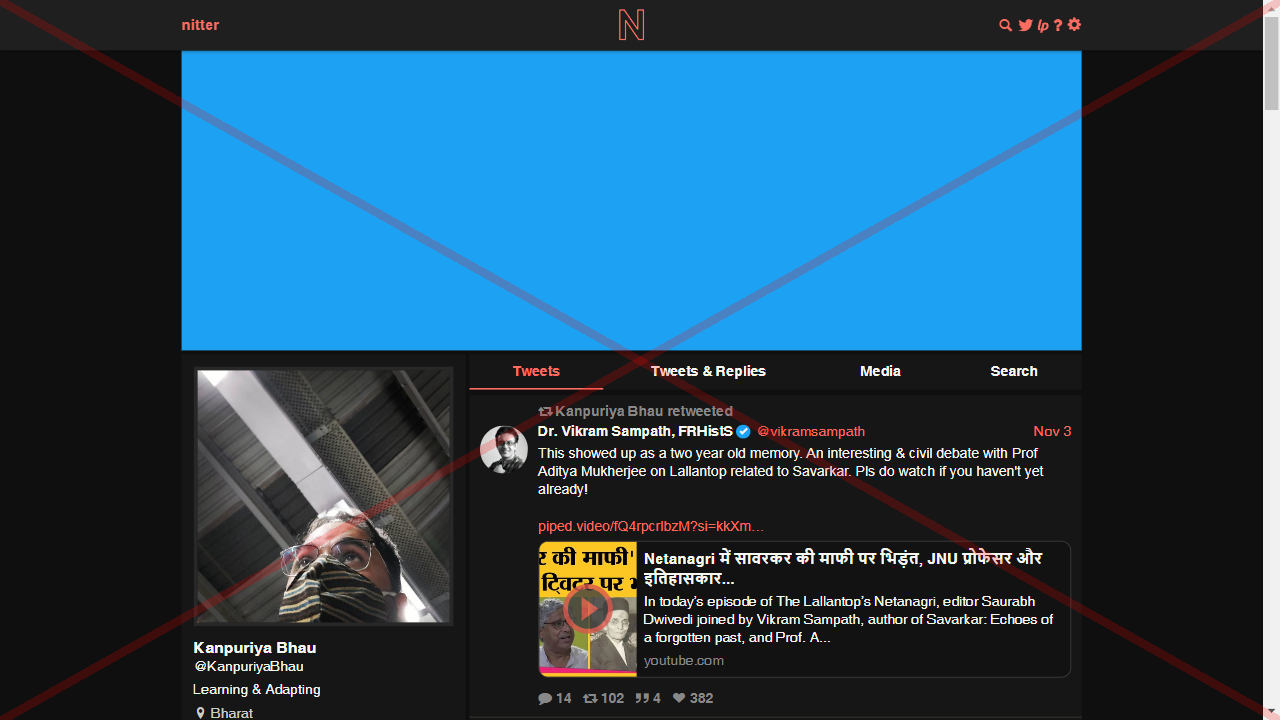 nitter
N
lp ?
Tweets
Tweets & Replies
Media
Search
Kanpuriya Bhau retweeted
Dr. Vikram Sampath, FRHistS @vikramsampath Nov 3
This showed up as a two year old memory. An interesting & civil debate with Prof
Aditya Mukherjee on Lallantop related to Savarkar. Pls do watch if you haven't yet
already!
piped.video/fQ4rpcrIbzM?si=kkXm…
र की माफी'
Netanagri में सावरकर की माफी पर भिड़ंत, JNU प्रोफेसर और
इतिहासकार...
In today's episode of The Lallantop's Netanagri, editor Saurabh
Dwivedi joined by Vikram Sampath, author of Savarkar: Echoes of
a forgotten past, and Prof. A...
youtube.com
14 102 4 382
Kanpuriya Bhau
@KanpuriyaBhau
Learning & Adapting
Bharat